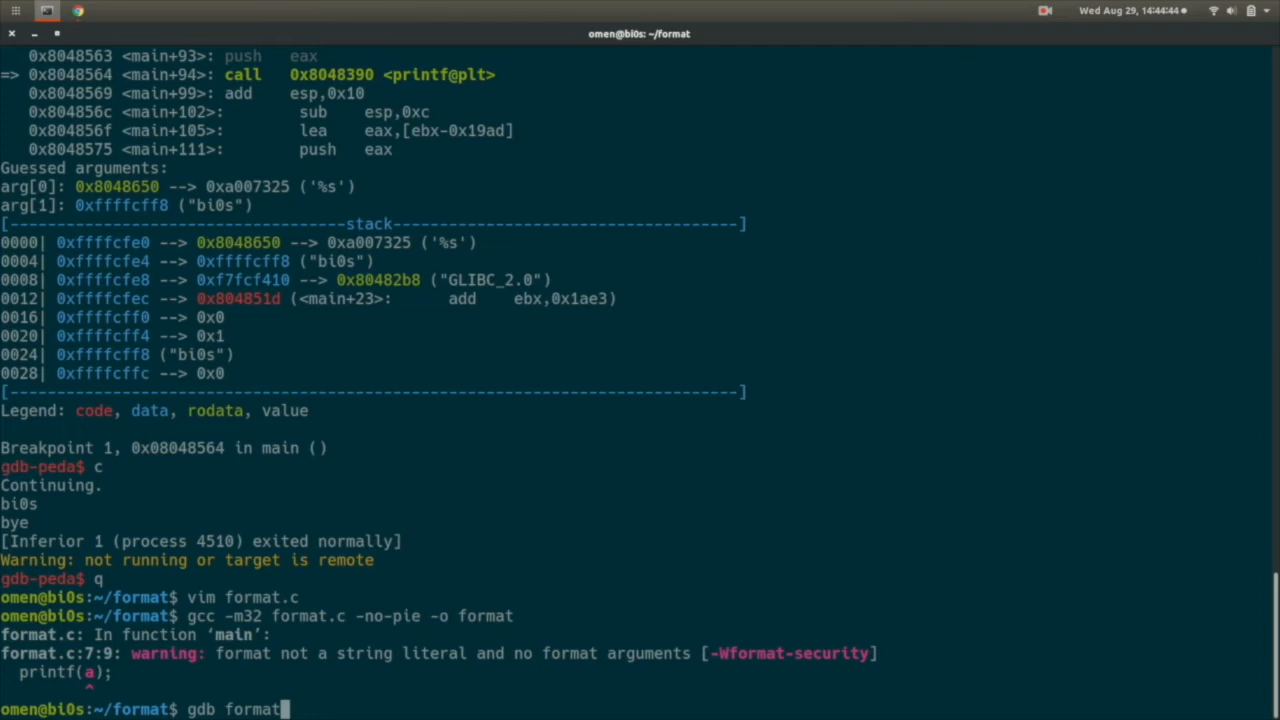 Wed Aug 29, 14:44:44
omen@bi0s: ~/format
0x8048563 <main+93>: push   eax
=> 0x8048564 <main+94>: call   0x8048390 <printf@plt>
0x8048569 <main+99>: add    esp,0x10
0x804856c <main+102>:        sub    esp,0xc
0x804856f <main+105>:        lea    eax,[ebx-0x19ad]
0x8048575 <main+111>:        push   eax
Guessed arguments:
arg[0]: 0x8048650 --> 0xa007325 ('%s')
arg[1]: 0xffffcff8 ("bi0s")
[------------------------------------stack-------------------------------------]
0000| 0xffffcfe0 --> 0x8048650 --> 0xa007325 ('%s')
0004| 0xffffcfe4 --> 0xffffcff8 ("bi0s")
0008| 0xffffcfe8 --> 0xf7fcf410 --> 0x80482b8 ("GLIBC_2.0")
0012| 0xffffcfec --> 0x804851d (<main+23>:      add    ebx,0x1ae3)
0016| 0xffffcff0 --> 0x0
0020| 0xffffcff4 --> 0x1
0024| 0xffffcff8 ("bi0s")
0028| 0xffffcffc --> 0x0
[------------------------------------------------------------------------------]
Legend: code, data, rodata, value
Breakpoint 1, 0x08048564 in main ()
gdb-peda$ c
Continuing.
bi0s
bye
[Inferior 1 (process 4510) exited normally]
Warning: not running or target is remote
gdb-peda$ q
omen@bi0s:~/format$ vim format.c
omen@bi0s:~/format$ gcc -m32 format.c -no-pie -o format
format.c: In function ‘main’:
format.c:7:9: warning: format not a string literal and no format arguments [-Wformat-security]
printf(a);
^
omen@bi0s:~/format$ gdb format